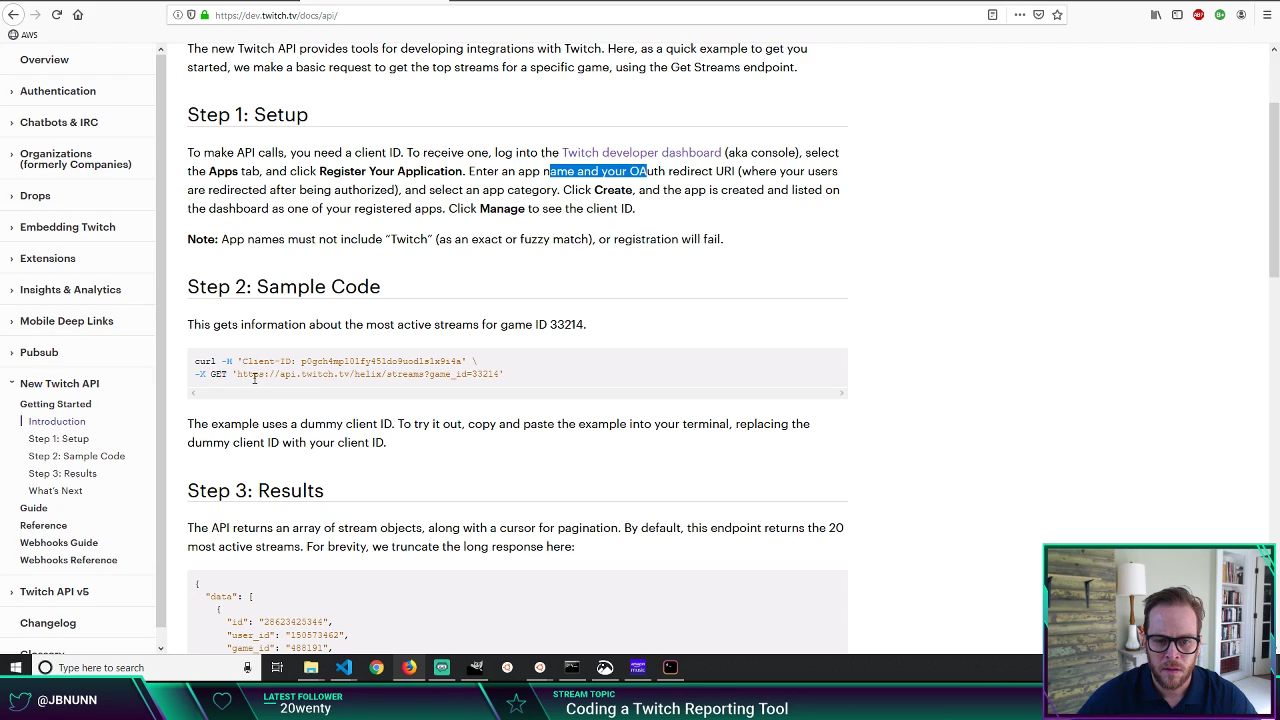 https://dev.twitch.tv/docs/api/
AWS
Overview
Authentication
Chatbots & IRC
Organizations
(formerly Companies)
Drops
Embedding Twitch
Extensions
Insights & Analytics
Mobile Deep Links
Pubsub
New Twitch API
Getting Started
Introduction
Step 1: Setup
Step 2: Sample Code
Step 3: Results
What's Next
Guide
Reference
Webhooks Guide
Webhooks Reference
Twitch API v5
Changelog
The new Twitch API provides tools for developing integrations with Twitch. Here, as a quick example to get you
started, we make a basic request to get the top streams for a specific game, using the Get Streams endpoint.
Step 1: Setup
To make API calls, you need a client ID. To receive one, log into the Twitch developer dashboard (aka console), select
the Apps tab, and click Register Your Application. Enter an app name and your OAuth redirect URI (where your users
are redirected after being authorized), and select an app category. Click Create, and the app is created and listed on
the dashboard as one of your registered apps. Click Manage to see the client ID.
Note: App names must not include “Twitch” (as an exact or fuzzy match), or registration will fail.
Step 2: Sample Code
This gets information about the most active streams for game ID 33214.
curl -H 'Client-ID: p0gch4mp101fy451do9uod1s1x9i4a' \
-X GET 'https://api.twitch.tv/helix/streams?game_id=33214'
The example uses a dummy client ID. To try it out, copy and paste the example into your terminal, replacing the
dummy client ID with your client ID.
Step 3: Results
The API returns an array of stream objects, along with a cursor for pagination. By default, this endpoint returns the 20
most active streams. For brevity, we truncate the long response here:
{
"data": [
{
"id": "28623425344",
"user_id": "150573462",
"game_id": "488191",
Type here to search
@JBNUNN
LATEST FOLLOWER
20wenty
STREAM TOPIC
Coding a Twitch Reporting Tool